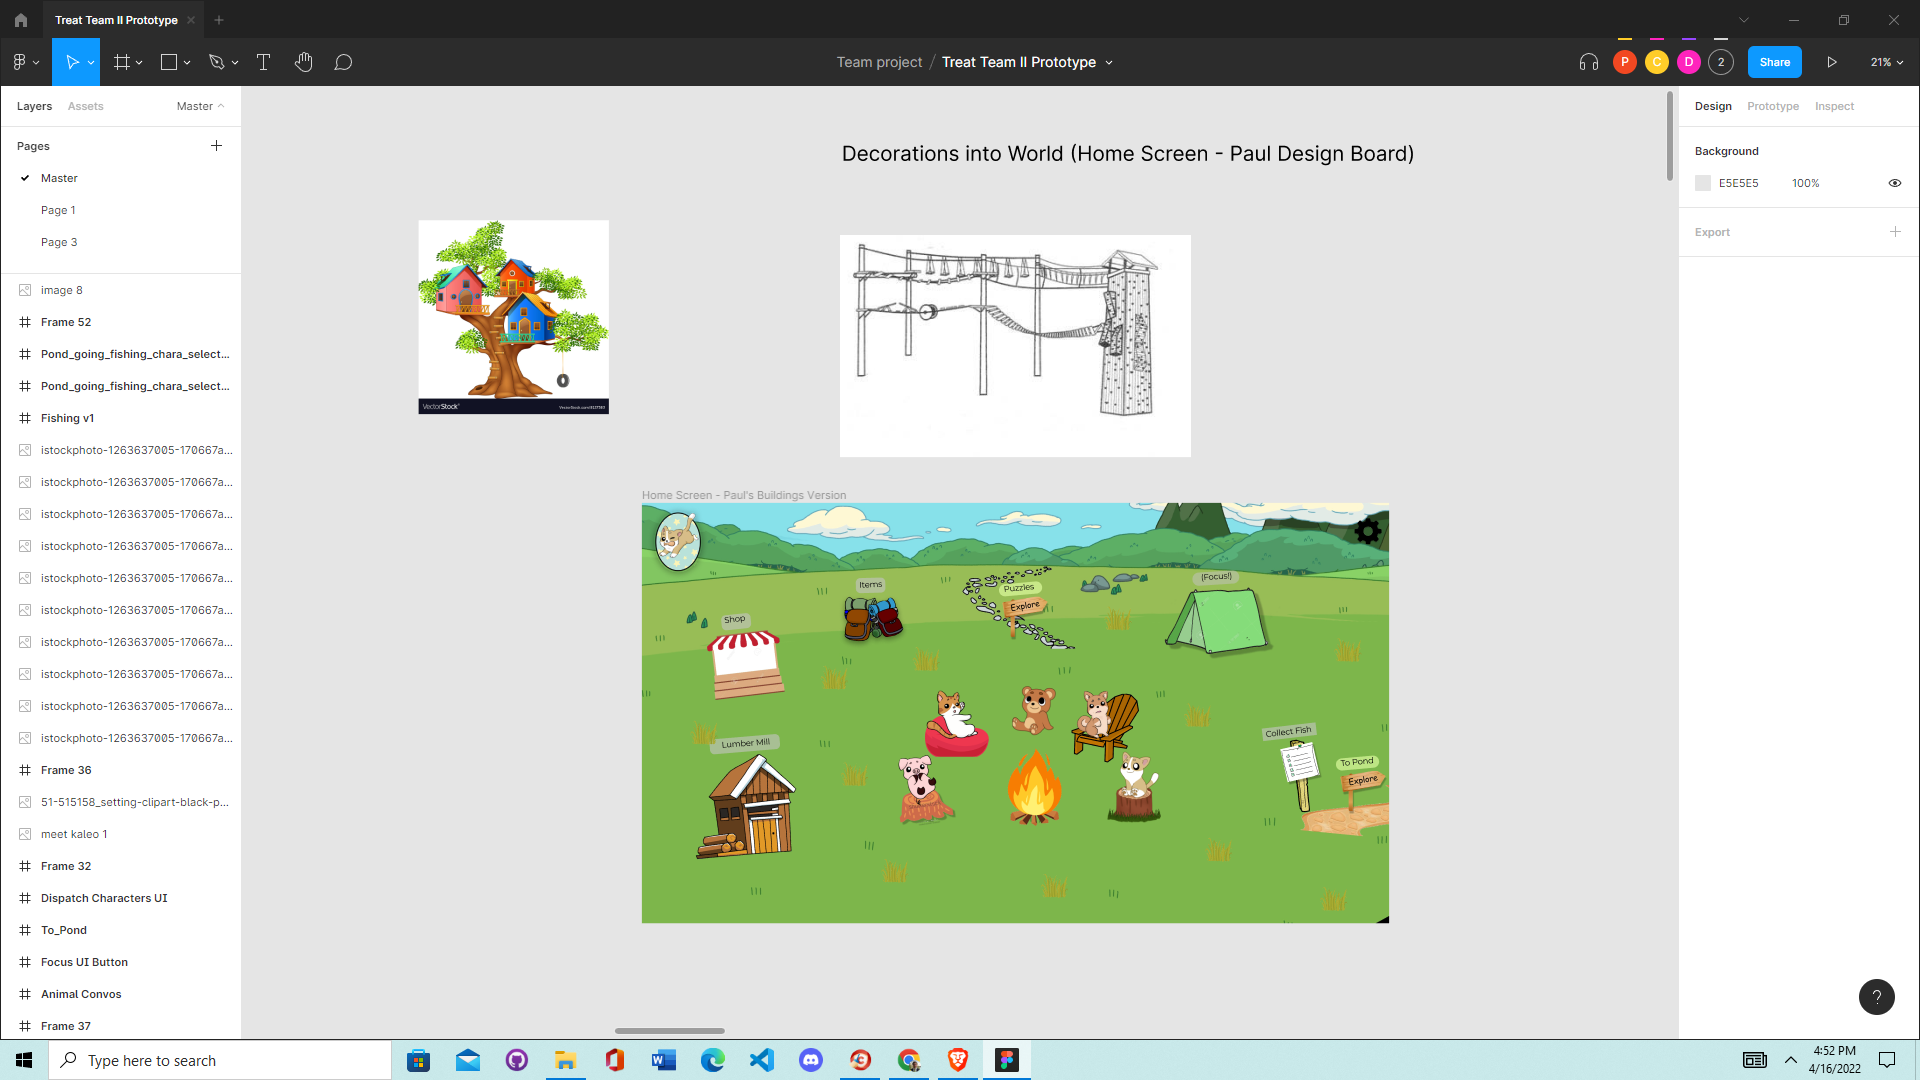 Treat Team II Prototype
Team project / Treat Team II Prototype
P
C
D
2
Share
21%
Layers
Assets
Master
Pages
Master
Page 1
Page 3
image 8
Frame 52
Pond_going_fishing_chara_select...
Pond_going_fishing_chara_select...
Fishing v1
istockphoto-1263637005-170667a...
istockphoto-1263637005-170667a...
istockphoto-1263637005-170667a...
istockphoto-1263637005-170667a...
istockphoto-1263637005-170667a...
istockphoto-1263637005-170667a...
istockphoto-1263637005-170667a...
istockphoto-1263637005-170667a...
istockphoto-1263637005-170667a...
istockphoto-1263637005-170667a...
Frame 36
51-515158_setting-clipart-black-p...
meet kaleo 1
Frame 32
Dispatch Characters UI
To_Pond
Focus UI Button
Animal Convos
Frame 37
Decorations into World (Home Screen - Paul Design Board)
VectorStock
Home Screen - Paul's Buildings Version
Items
Puzzles
Explore
(Focus!)
Shop
Lumber Mill
Collect Fish
To Pond
Explore
Design
Prototype
Inspect
Background
E5E5E5
100%
Export
?
Type here to search
4:52 PM
4/16/2022